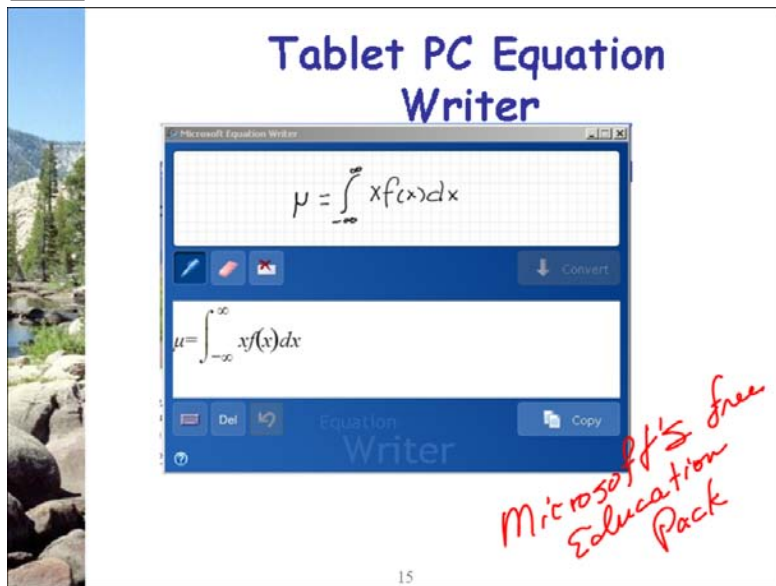 Tablet PC Equation
Writer
Microsoft Equation Writer
μ = ∫_{-∞}^{∞} xf(x)dx
Convert
μ=∫_{-∞}^{∞} xf(x)dx
Del
Copy
Equation
Writer
Microsoft's free
Education
Pack
15